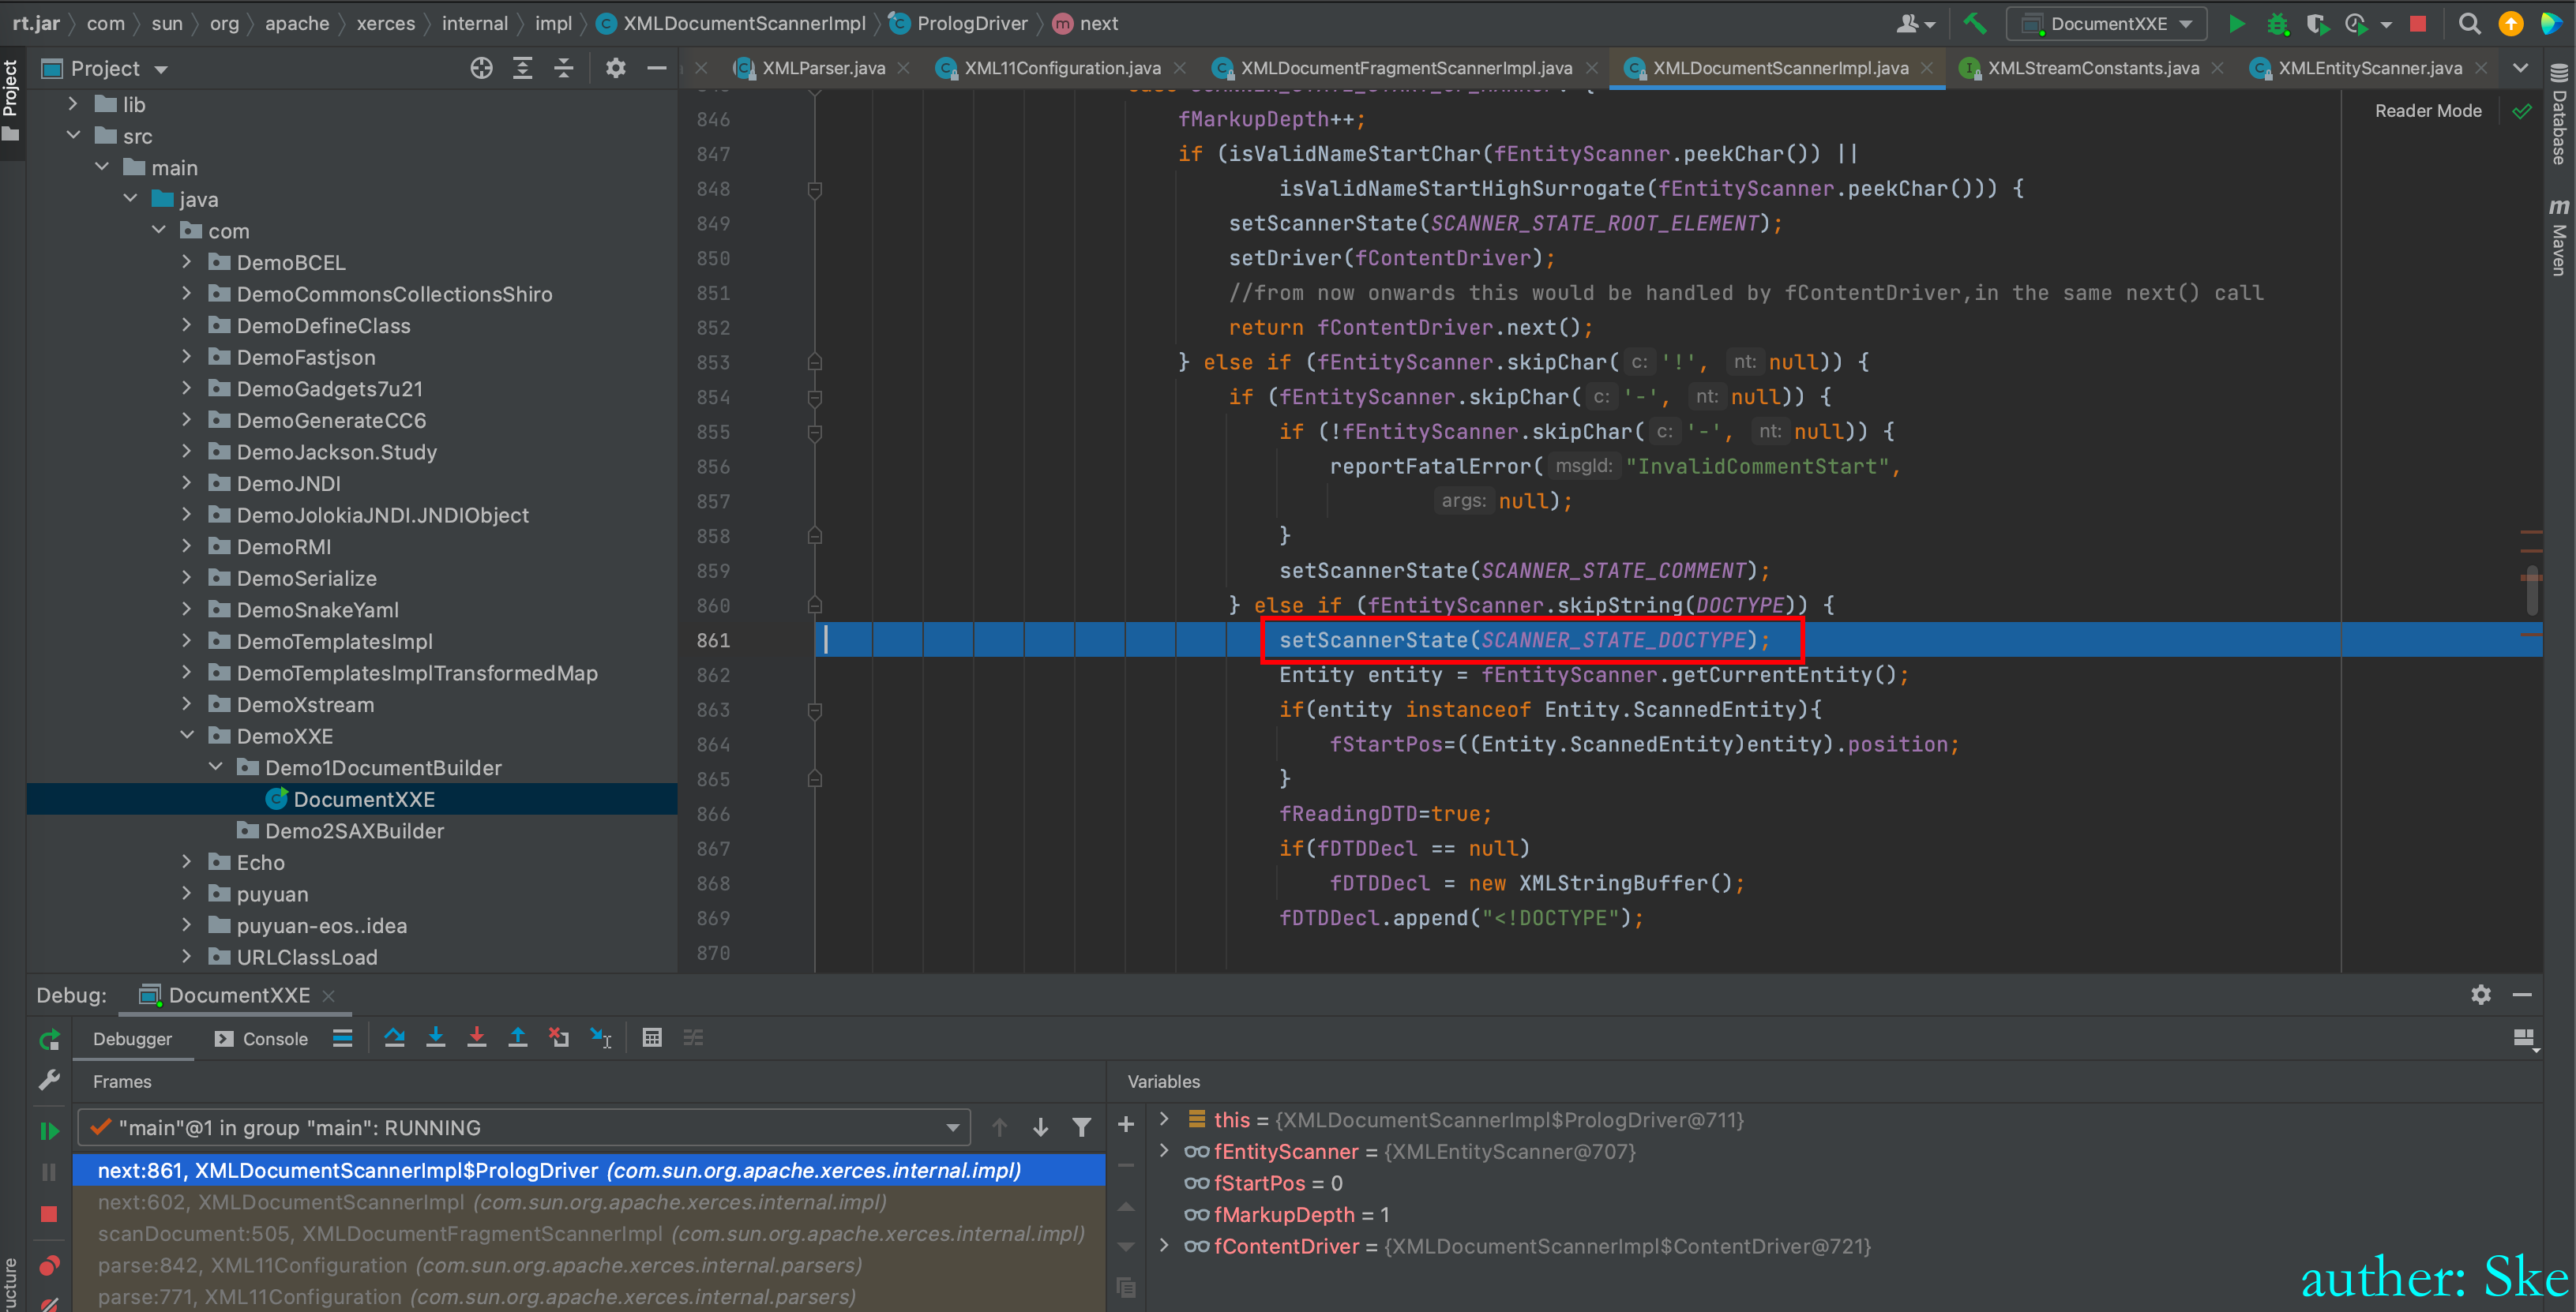 rt.jar com sun org apache xerces internal impl XMLDocumentScannerImpl PrologDriver next DocumentXXE
Project
XMLParser.java XML11Configuration.java XMLDocumentFragmentScannerImpl.java XMLDocumentScannerImpl.java XMLStreamConstants.java XMLEntityScanner.java
Project
Database
Maven
Reader Mode
lib
src
main
java
com
DemoBCEL
DemoCommonsCollectionsShiro
DemoDefineClass
DemoFastjson
DemoGadgets7u21
DemoGenerateCC6
DemoJackson.Study
DemoJNDI
DemoJolokiaJNDI.JNDIObject
DemoRMI
DemoSerialize
DemoSnakeYaml
DemoTemplatesImpl
DemoTemplatesImplTransformedMap
DemoXstream
DemoXXE
Demo1DocumentBuilder
DocumentXXE
Demo2SAXBuilder
Echo
puyuan
puyuan-eos..idea
URLClassLoad
846 fMarkupDepth++;
847 if (isValidNameStartChar(fEntityScanner.peekChar()) ||
848 isValidNameStartHighSurrogate(fEntityScanner.peekChar())) {
849 setScannerState(SCANNER_STATE_ROOT_ELEMENT);
850 setDriver(fContentDriver);
851 //from now onwards this would be handled by fContentDriver,in the same next() call
852 return fContentDriver.next();
853 } else if (fEntityScanner.skipChar( c: '!', nt: null)) {
854 if (fEntityScanner.skipChar( c: '-', nt: null)) {
855 if (!fEntityScanner.skipChar( c: '-', nt: null)) {
856 reportFatalError( msgId: "InvalidCommentStart",
857 args: null);
858 }
859 setScannerState(SCANNER_STATE_COMMENT);
860 } else if (fEntityScanner.skipString(DOCTYPE)) {
861 setScannerState(SCANNER_STATE_DOCTYPE);
862 Entity entity = fEntityScanner.getCurrentEntity();
863 if(entity instanceof Entity.ScannedEntity){
864 fStartPos=((Entity.ScannedEntity)entity).position;
865 }
866 fReadingDTD=true;
867 if(fDTDDecl == null)
868 fDTDDecl = new XMLStringBuffer();
869 fDTDDecl.append("<!DOCTYPE");
870
Debug: DocumentXXE
Debugger Console
Frames
"main"@1 in group "main": RUNNING
next:861, XMLDocumentScannerImpl$PrologDriver (com.sun.org.apache.xerces.internal.impl)
next:602, XMLDocumentScannerImpl (com.sun.org.apache.xerces.internal.impl)
scanDocument:505, XMLDocumentFragmentScannerImpl (com.sun.org.apache.xerces.internal.impl)
parse:842, XML11Configuration (com.sun.org.apache.xerces.internal.parsers)
parse:771, XML11Configuration (com.sun.org.apache.xerces.internal.parsers)
Variables
this = {XMLDocumentScannerImpl$PrologDriver@711}
fEntityScanner = {XMLEntityScanner@707}
fStartPos = 0
fMarkupDepth = 1
fContentDriver = {XMLDocumentScannerImpl$ContentDriver@721}
auther: Ske